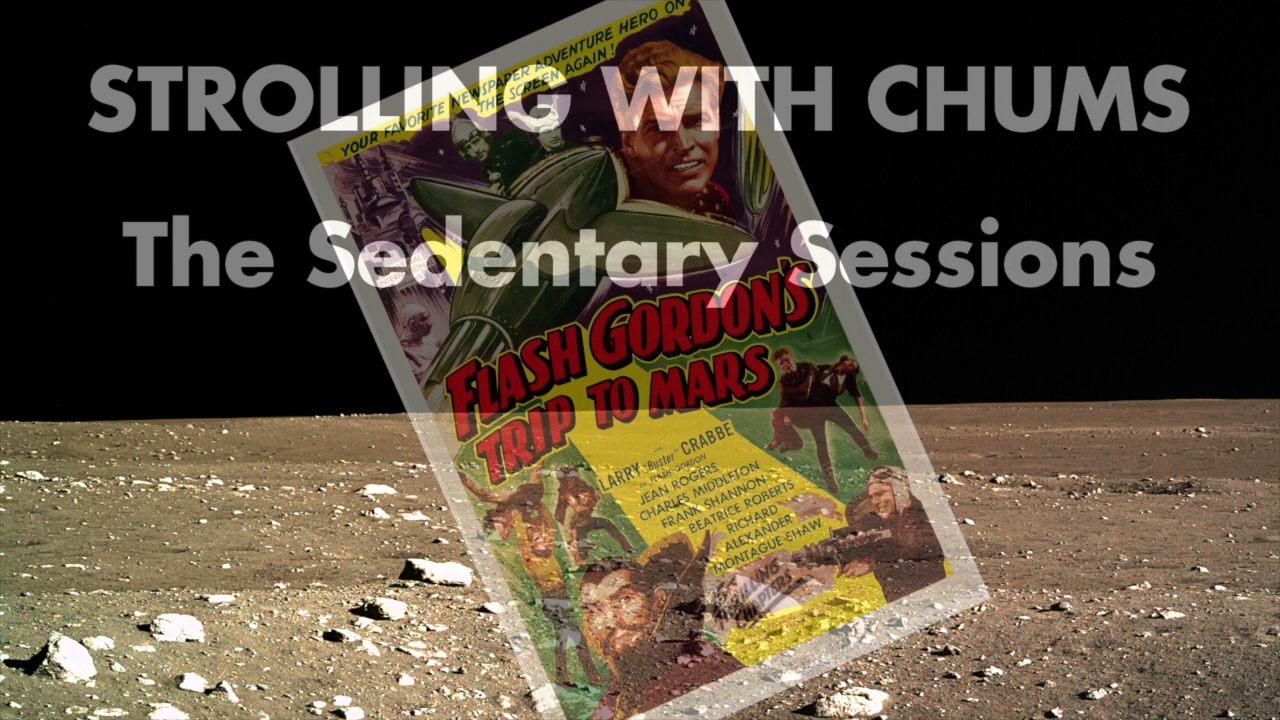 STROLLING WITH CHUMS
The Sedentary Sessions
YOUR FAVORITE NEWSPAPER ADVENTURE HERO ON
THE SCREEN AGAIN!
FLASH GORDON'S
TRIP TO MARS
LARRY "Buster" CRABBE
as FLASH GORDON
JEAN ROGERS
CHARLES MIDDLETON
FRANK SHANNON
BEATRICE ROBERTS
RICHARD
ALEXANDER
MONTAGUE SHAW